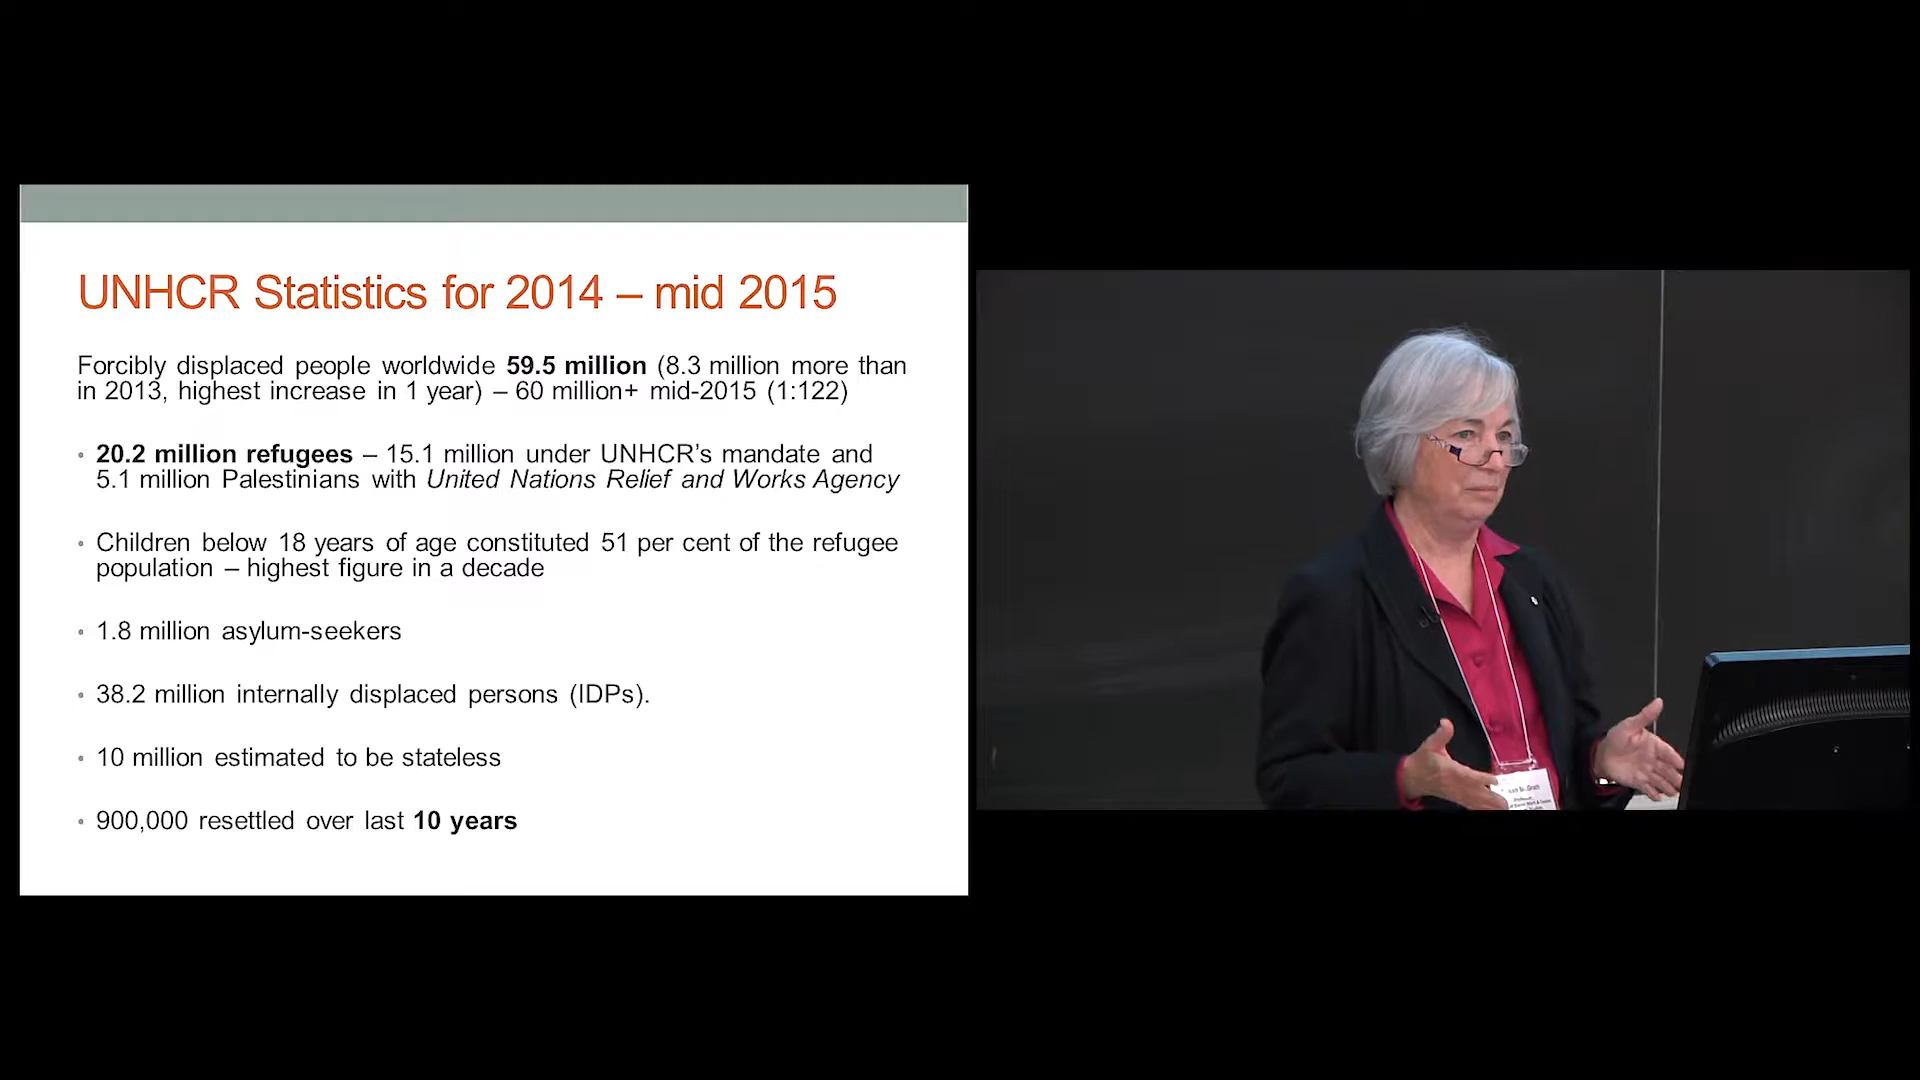 UNHCR Statistics for 2014 – mid 2015
Forcibly displaced people worldwide 59.5 million (8.3 million more than
in 2013, highest increase in 1 year) – 60 million+ mid-2015 (1:122)
• 20.2 million refugees – 15.1 million under UNHCR's mandate and
5.1 million Palestinians with United Nations Relief and Works Agency
• Children below 18 years of age constituted 51 per cent of the refugee
population – highest figure in a decade
• 1.8 million asylum-seekers
• 38.2 million internally displaced persons (IDPs).
• 10 million estimated to be stateless
• 900,000 resettled over last 10 years
Professor,